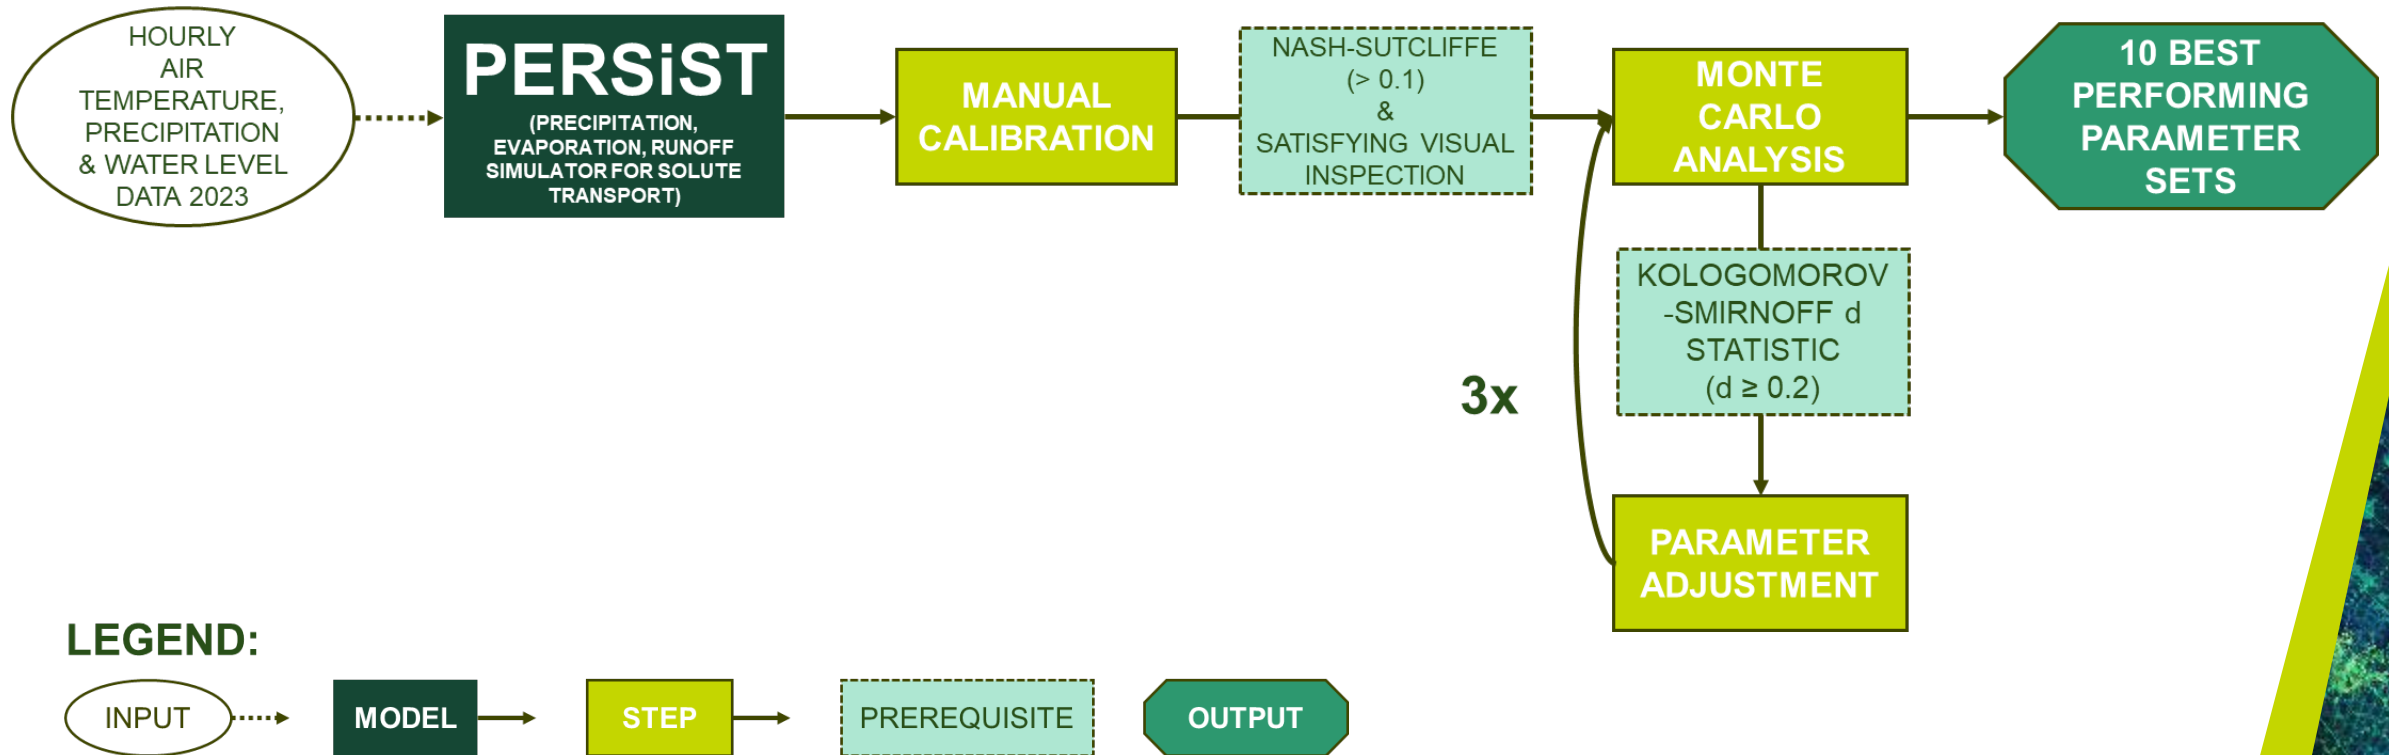 HOURLY
AIR
TEMPERATURE,
PRECIPITATION
& WATER LEVEL
DATA 2023
PERSiST
(PRECIPITATION,
EVAPORATION, RUNOFF
SIMULATOR FOR SOLUTE
TRANSPORT)
MANUAL
CALIBRATION
NASH-SUTCLIFFE
(> 0.1)
&
SATISFYING VISUAL
INSPECTION
MONTE
CARLO
ANALYSIS
10 BEST
PERFORMING
PARAMETER
SETS
KOLOGOMOROV
-SMIRNOFF d
STATISTIC
(d ≥ 0.2)
3x
PARAMETER
ADJUSTMENT
LEGEND:
INPUT
MODEL
STEP
PREREQUISITE
OUTPUT